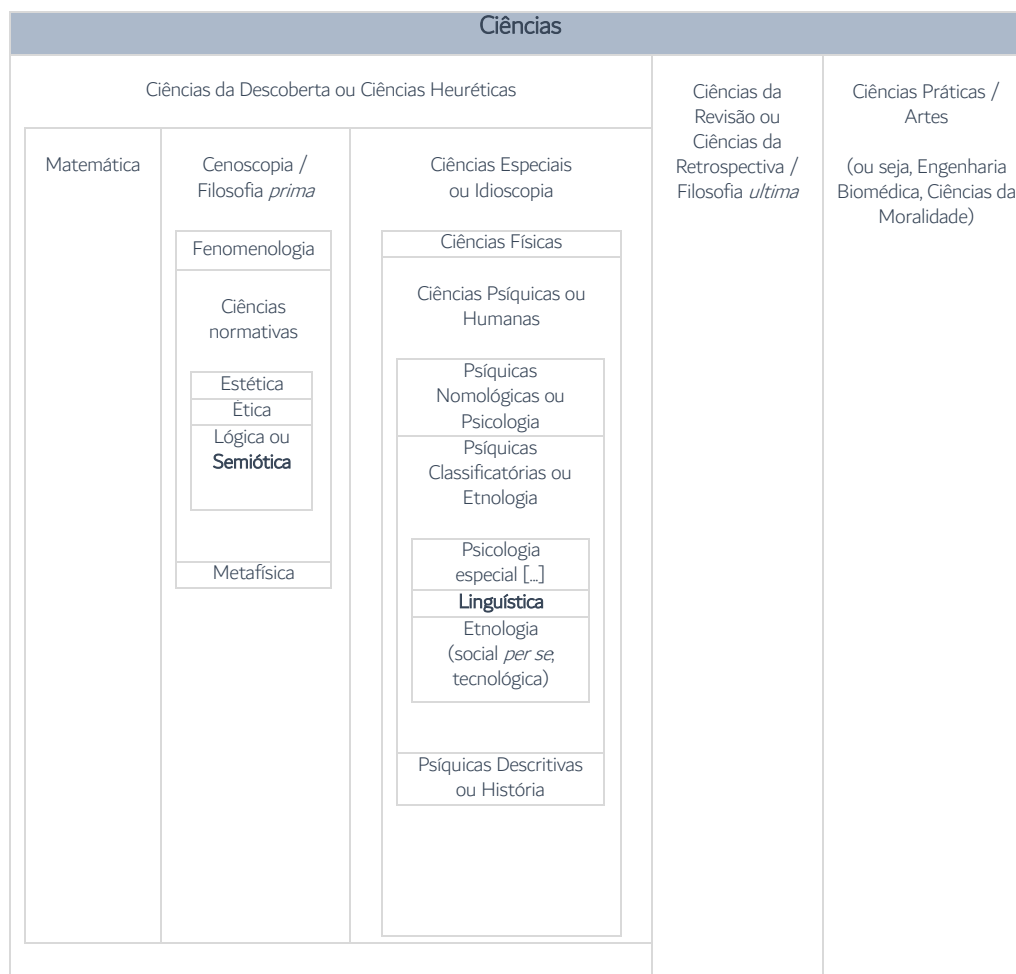 Ciências
Ciências da Descoberta ou Ciências Heuréticas
Matemática
Cenoscopia /
Filosofia prima
Fenomenologia
Ciências
normativas
Estética
Ética
Lógica ou
Semiótica
Metafísica
Ciências Especiais
ou Idioscopia
Ciências Físicas
Ciências Psíquicas ou
Humanas
Psíquicas
Nomológicas ou
Psicologia
Psíquicas
Classificatórias ou
Etnologia
Psicologia
especial [...]
Linguística
Etnologia
(social per se,
tecnológica)
Psíquicas Descritivas
ou História
Ciências da
Revisão ou
Ciências da
Retrospectiva /
Filosofia ultima
Ciências Práticas /
Artes
(ou seja, Engenharia
Biomédica, Ciências da
Moralidade)